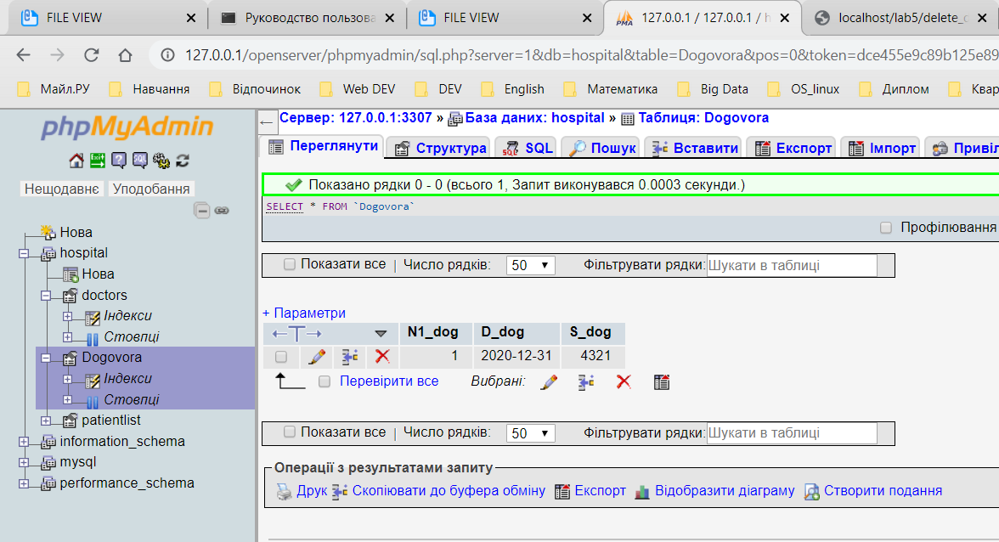 FILE VIEW
Руководство пользова
FILE VIEW
127.0.0.1 / 127.0.0.1 / h
localhost/lab5/delete_c
127.0.0.1/openserver/phpmyadmin/sql.php?server=1&db=hospital&table=Dogovora&pos=0&token=dce455e9c89b125e89
Майл.РУ Навчання Відпочинок Web DEV DEV English Математика Big Data OS_linux Диплом Квар
phpMyAdmin
Нещодавнє Уподобання
Нова
hospital
Нова
doctors
Індекси
Стовпці
Dogovora
Індекси
Стовпці
patientlist
information_schema
mysql
performance_schema
Сервер: 127.0.0.1:3307 » База даних: hospital » Таблиця: Dogovora
Переглянути Структура SQL Пошук Вставити Експорт Імпорт Привіл
Показано рядки 0 - 0 (всього 1, Запит виконувався 0.0003 секунди.)
SELECT * FROM `Dogovora`
Профілювання
Показати все | Число рядків: 50 Фільтрувати рядки: Шукати в таблиці
+ Параметри
N1_dog D_dog S_dog
1 2020-12-31 4321
Перевірити все Вибрані:
Показати все | Число рядків: 50 Фільтрувати рядки: Шукати в таблиці
Операції з результатами запиту
Друк Скопіювати до буфера обміну Експорт Відобразити діаграму Створити подання